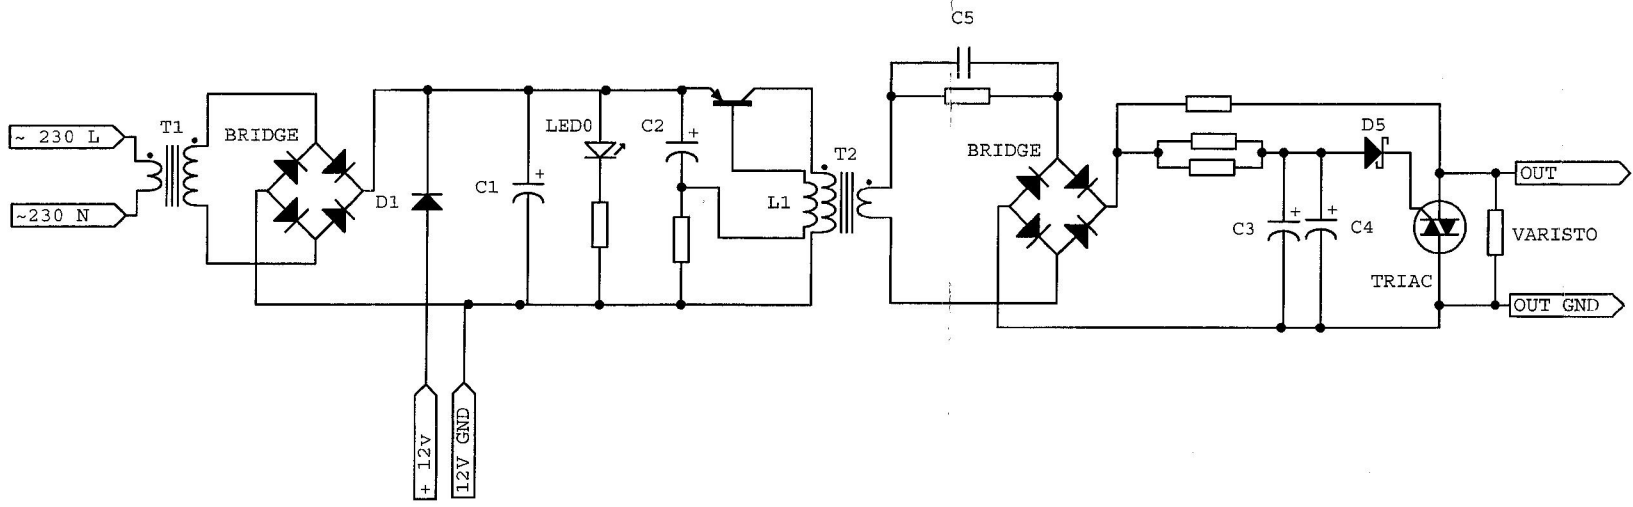 C5
~ 230 L
T1
BRIDGE
LED0
C2
+
D5
BRIDGE
T2
OUT
C1
+
~230 N
D1
L1
C3
+
+
C4
VARISTO
TRIAC
OUT GND
+ 12V
12V GND